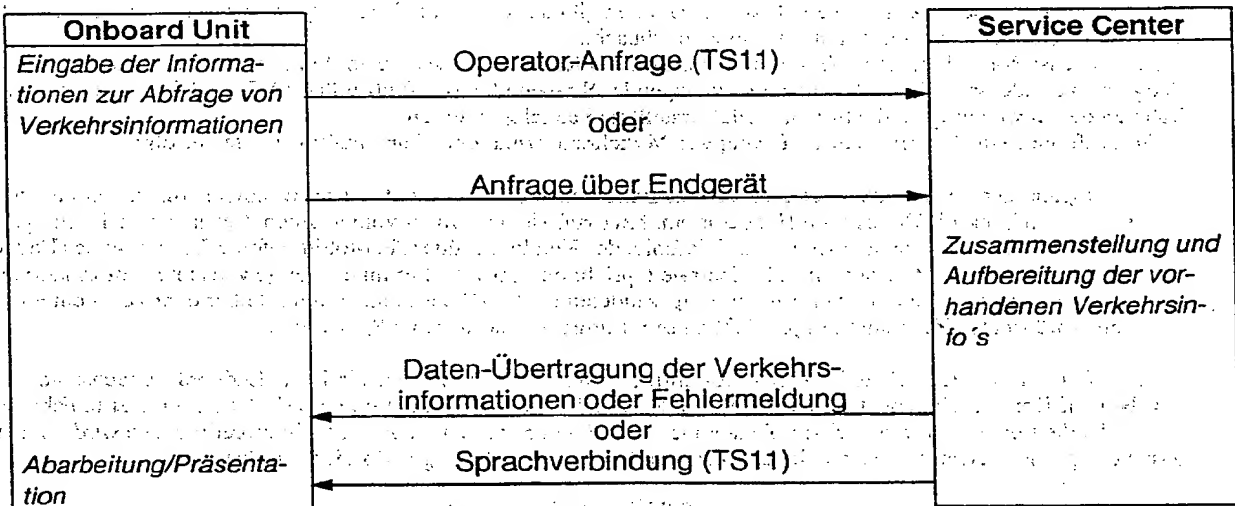 Onboard Unit
Eingabe der Informa-
tionen zur Abfrage von
Verkehrsinformationen
Operator-Anfrage (TS11)
oder
Anfrage über Endgerät
Service Center
Zusammenstellung und
Aufbereitung der vor-
handenen Verkehrsin-
fo´s
Daten-Übertragung der Verkehrs-
informationen oder Fehlermeldung
oder
Sprachverbindung (TS11)
Abarbeitung/Präsenta-
tion